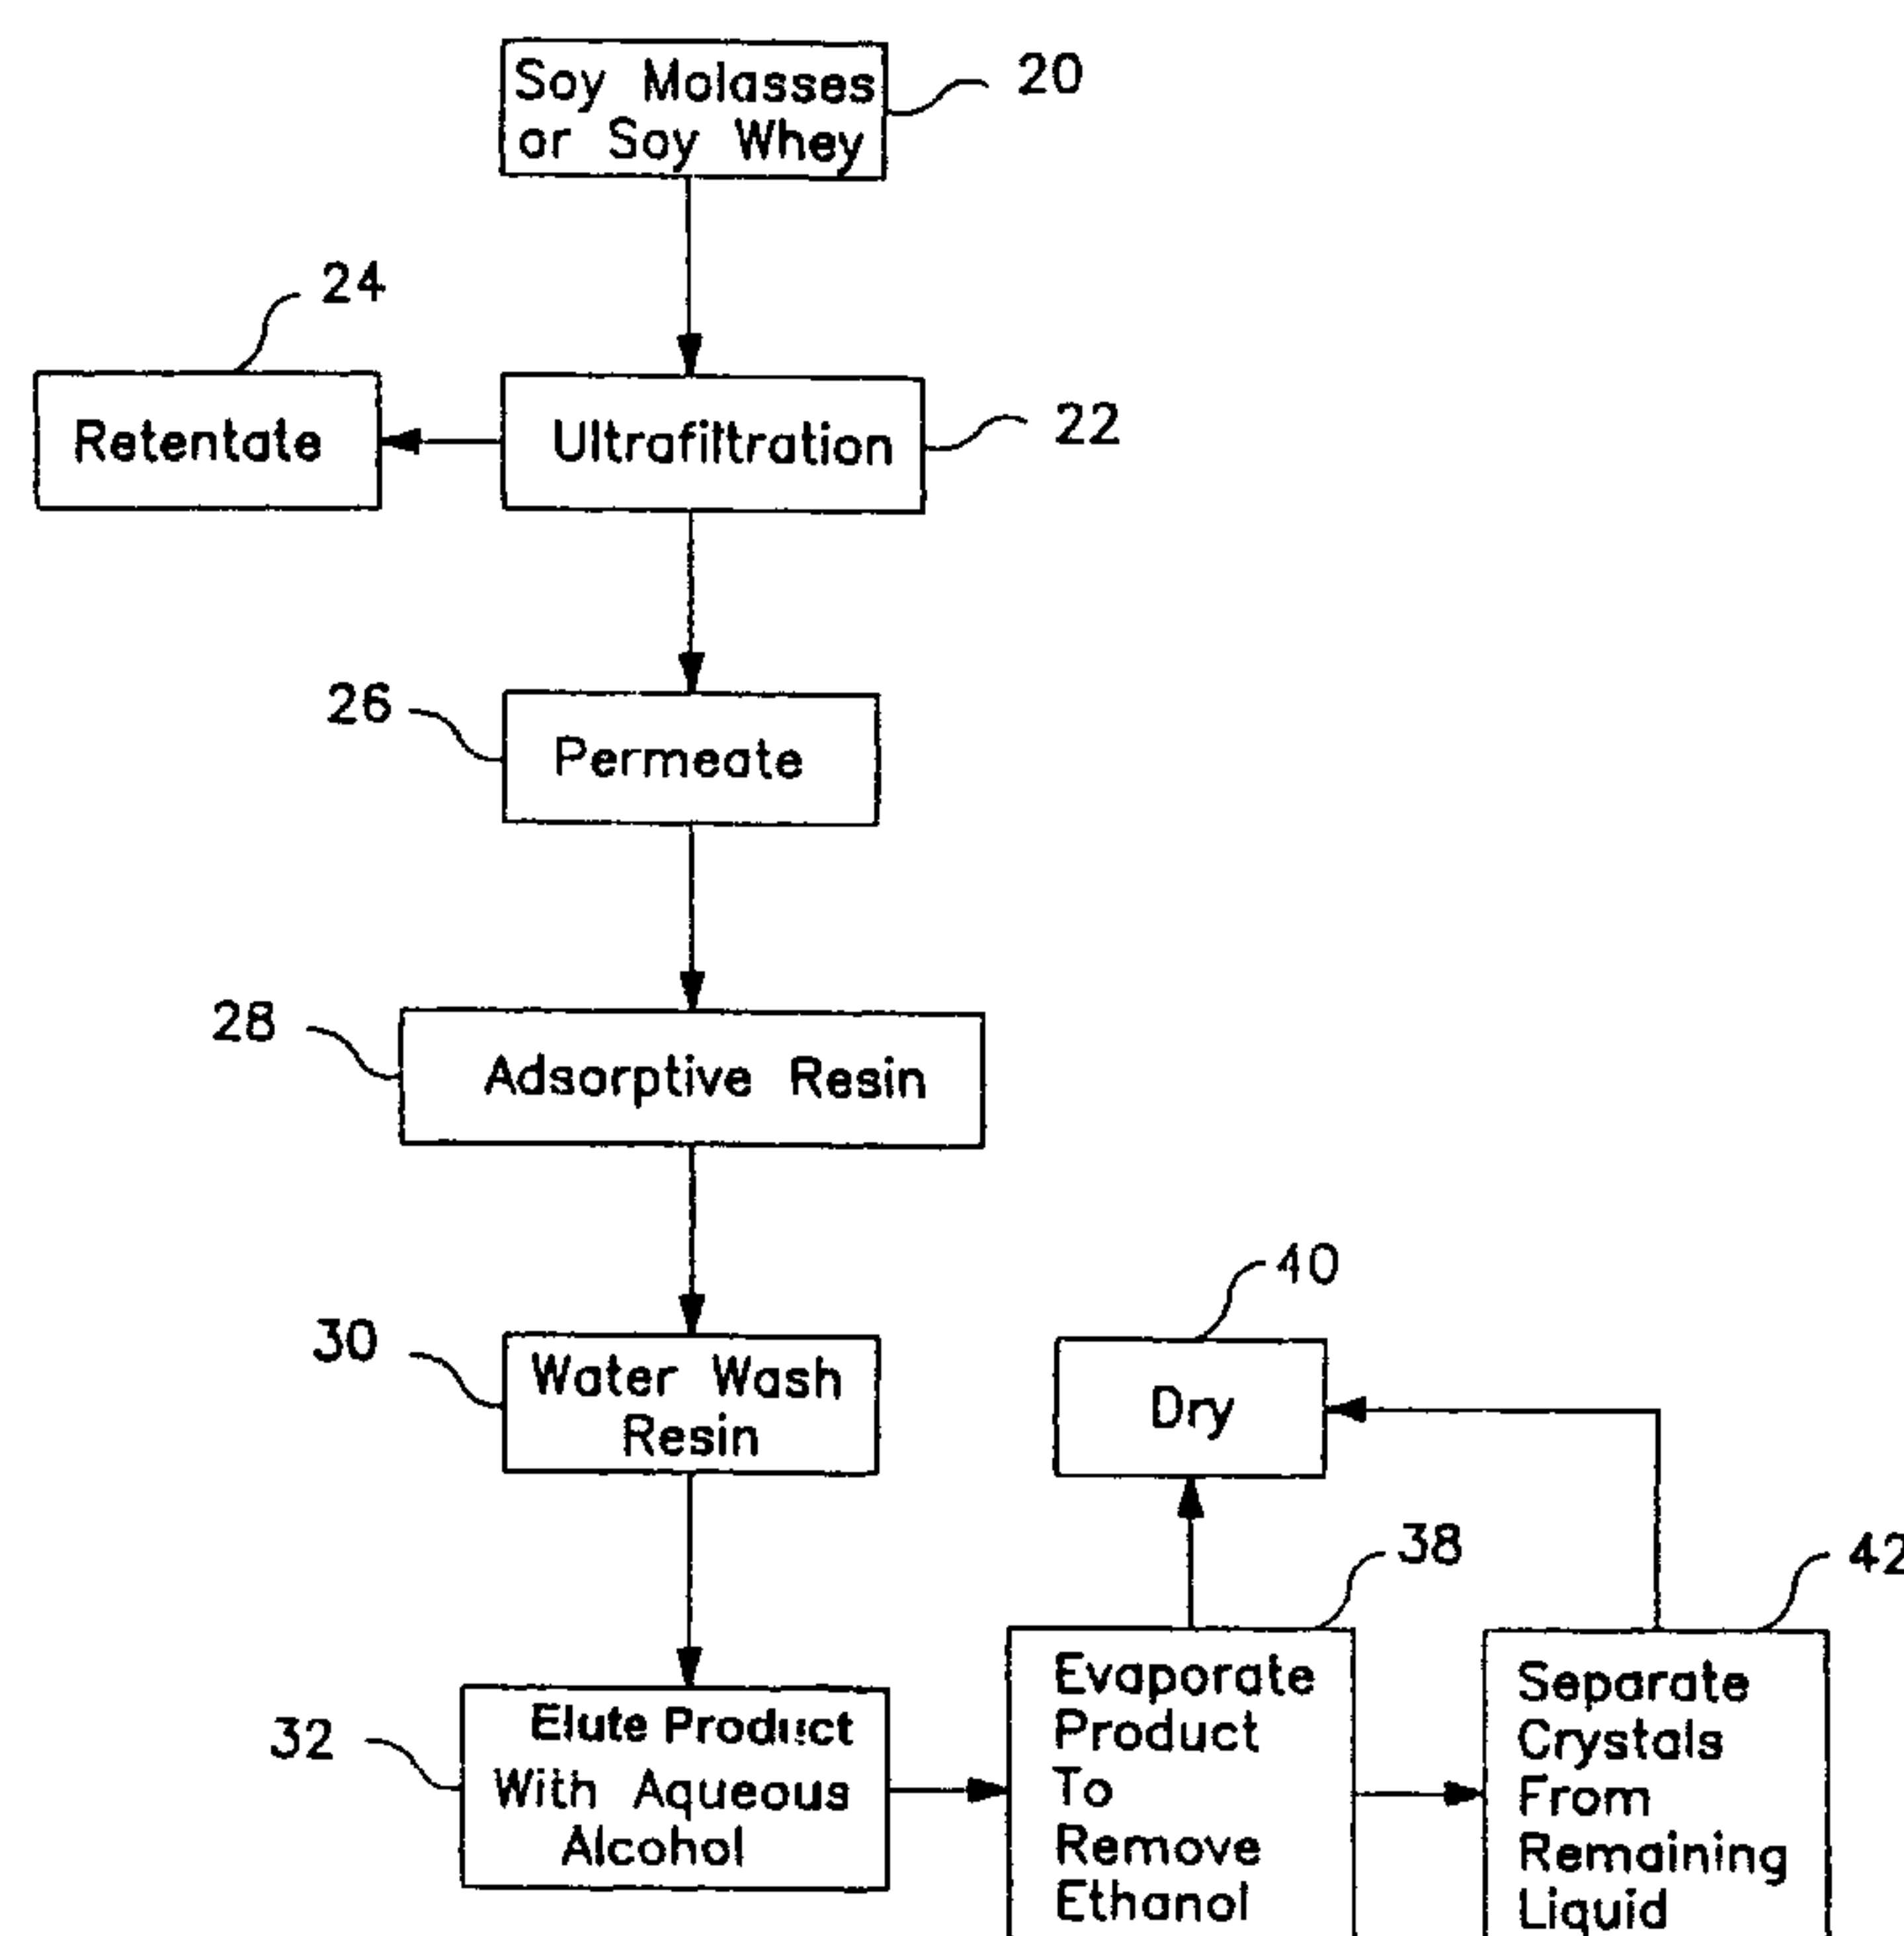 Soy Molasses
or Soy Whey
20
24
Retentate
Ultrafiltration
22
26
Permeate
28
Adsorptive Resin
30
Water Wash
Resin
40
Dry
38
42
32
Elute Product
With Aqueous
Alcohol
Evaporate
Product
To
Remove
Ethanol
Separate
Crystals
From
Remaining
Liquid